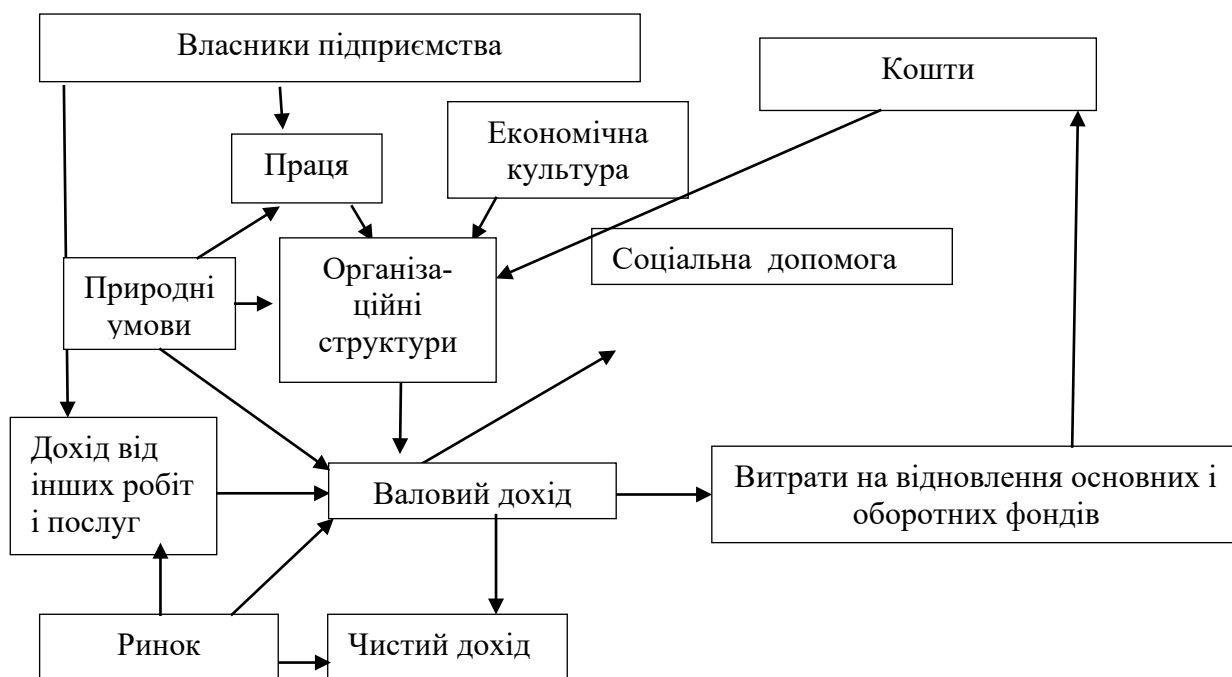 Власники підприємства
Кошти
Економічна
культура
Праця
Організа-
ційні
структури
Соціальна допомога
Природні
умови
Дохід від
інших робіт
і послуг
Валовий дохід
Витрати на відновлення основних і
оборотних фондів
Ринок
Чистий дохід